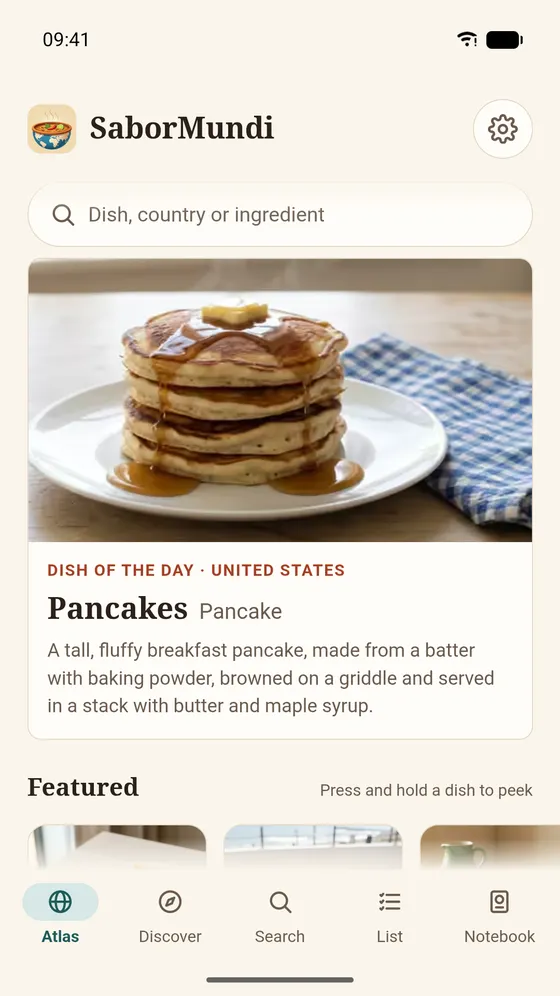 09:41
SaborMundi
Dish, country or ingredient
DISH OF THE DAY · UNITED STATES
Pancakes Pancake
A tall, fluffy breakfast pancake, made from a batter
with baking powder, browned on a griddle and served
in a stack with butter and maple syrup.
Featured
Press and hold a dish to peek
Atlas
Discover
Search
List
Notebook